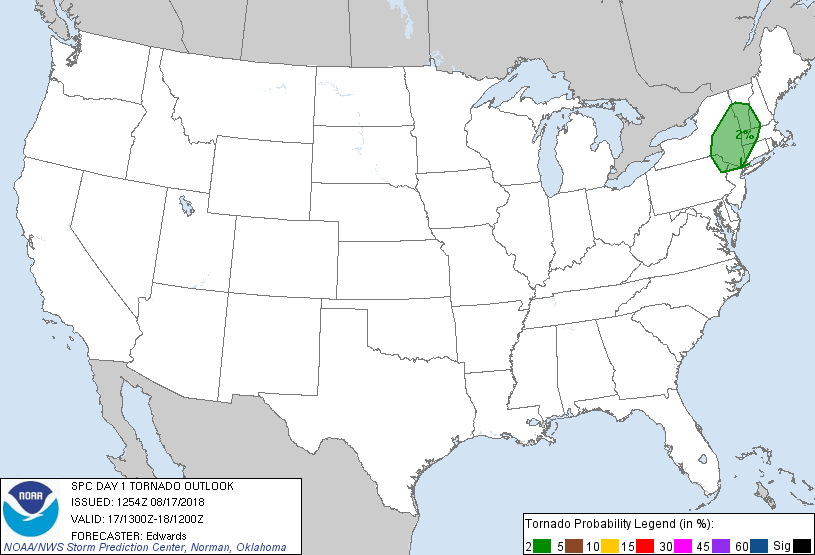 2%
NOAA
SPC DAY 1 TORNADO OUTLOOK
ISSUED: 1254Z 08/17/2018
VALID: 17/1300Z-18/1200Z
FORECASTER: Edwards
NOAA/NWS Storm Prediction Center, Norman, Oklahoma
Tornado Probability Legend (in %):
2 5 10 15 30 45 60 Sig